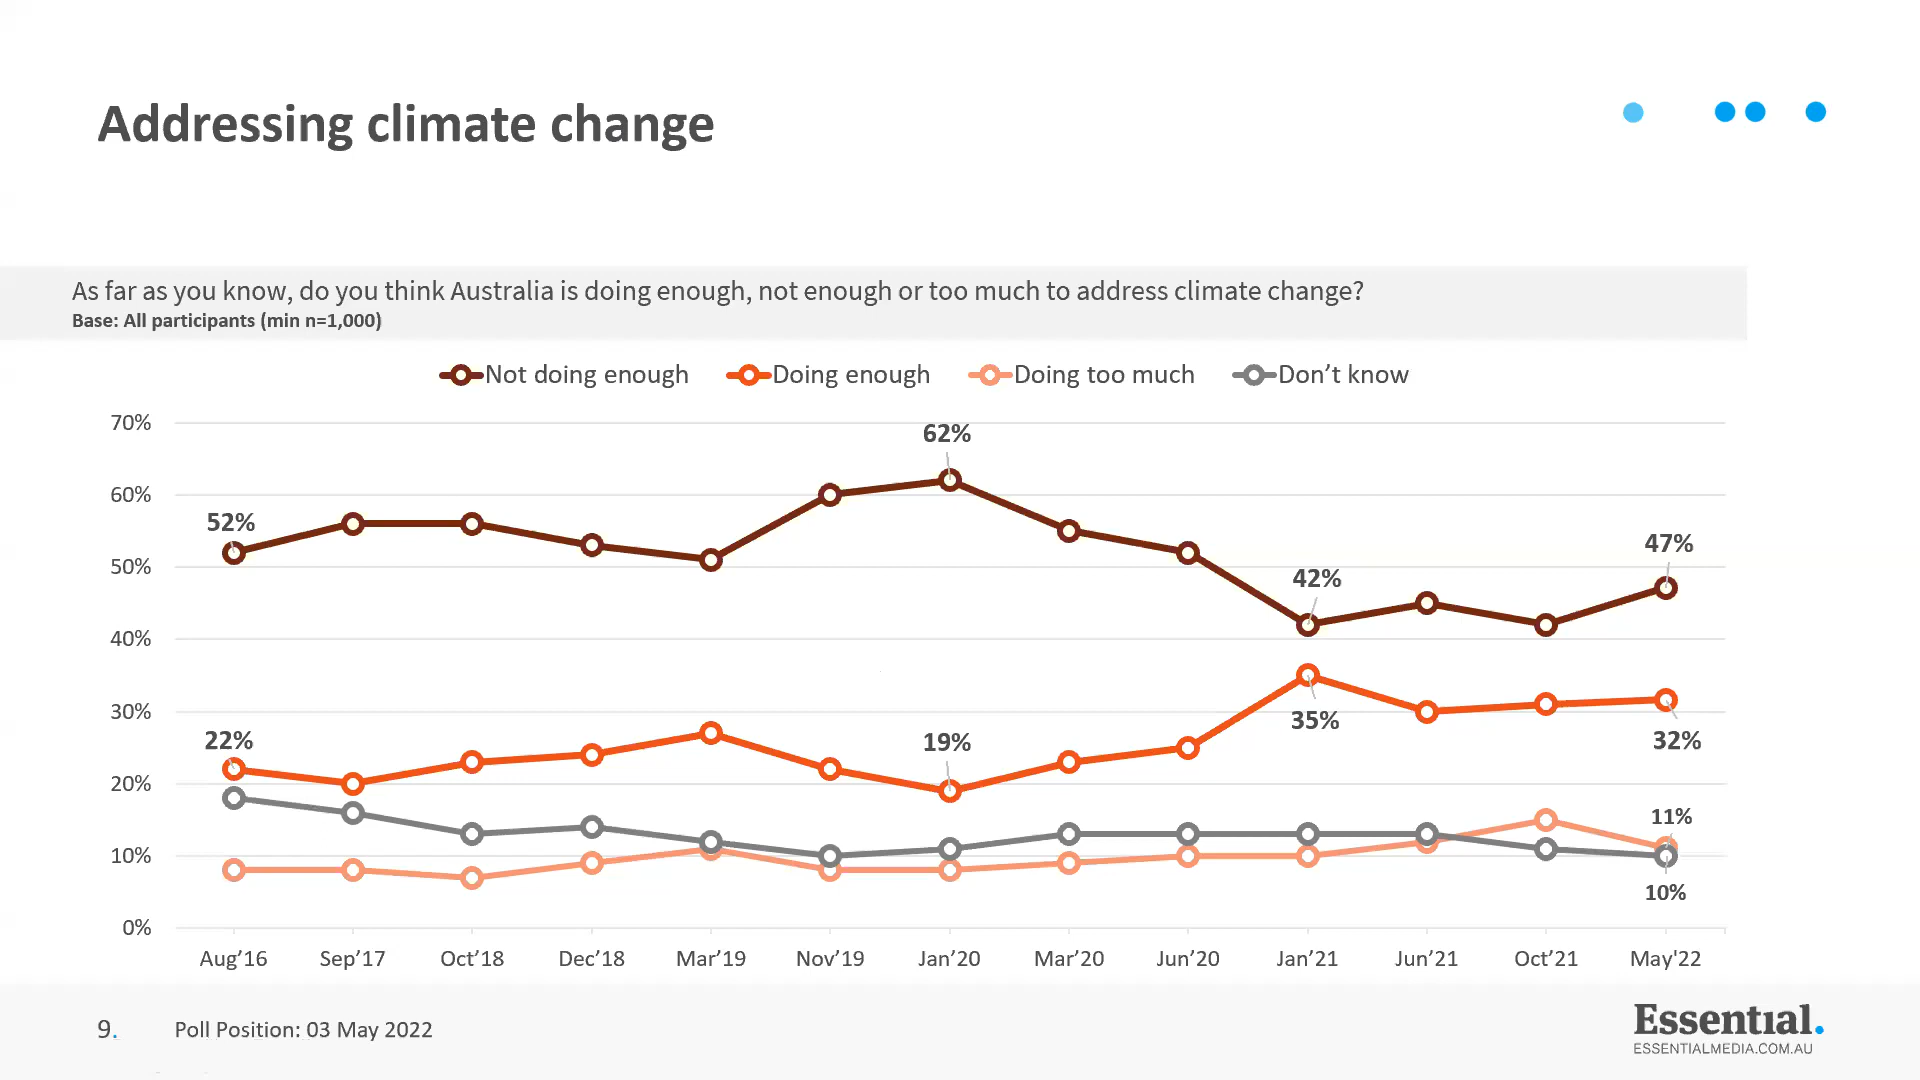 Addressing climate change
As far as you know, do you think Australia is doing enough, not enough or too much to address climate change?
Base: All participants (min n=1,000)
Not doing enough Doing enough Doing too much Don’t know
70%
60%
50%
40%
30%
20%
10%
0%
62%
52%
47%
42%
35%
22%
19%
32%
11%
10%
Aug’16 Sep’17 Oct’18 Dec’18 Mar’19 Nov’19 Jan’20 Mar’20 Jun’20 Jan’21 Jun’21 Oct’21 May'22
9. Poll Position: 03 May 2022
Essential.
ESSENTIALMEDIA.COM.AU